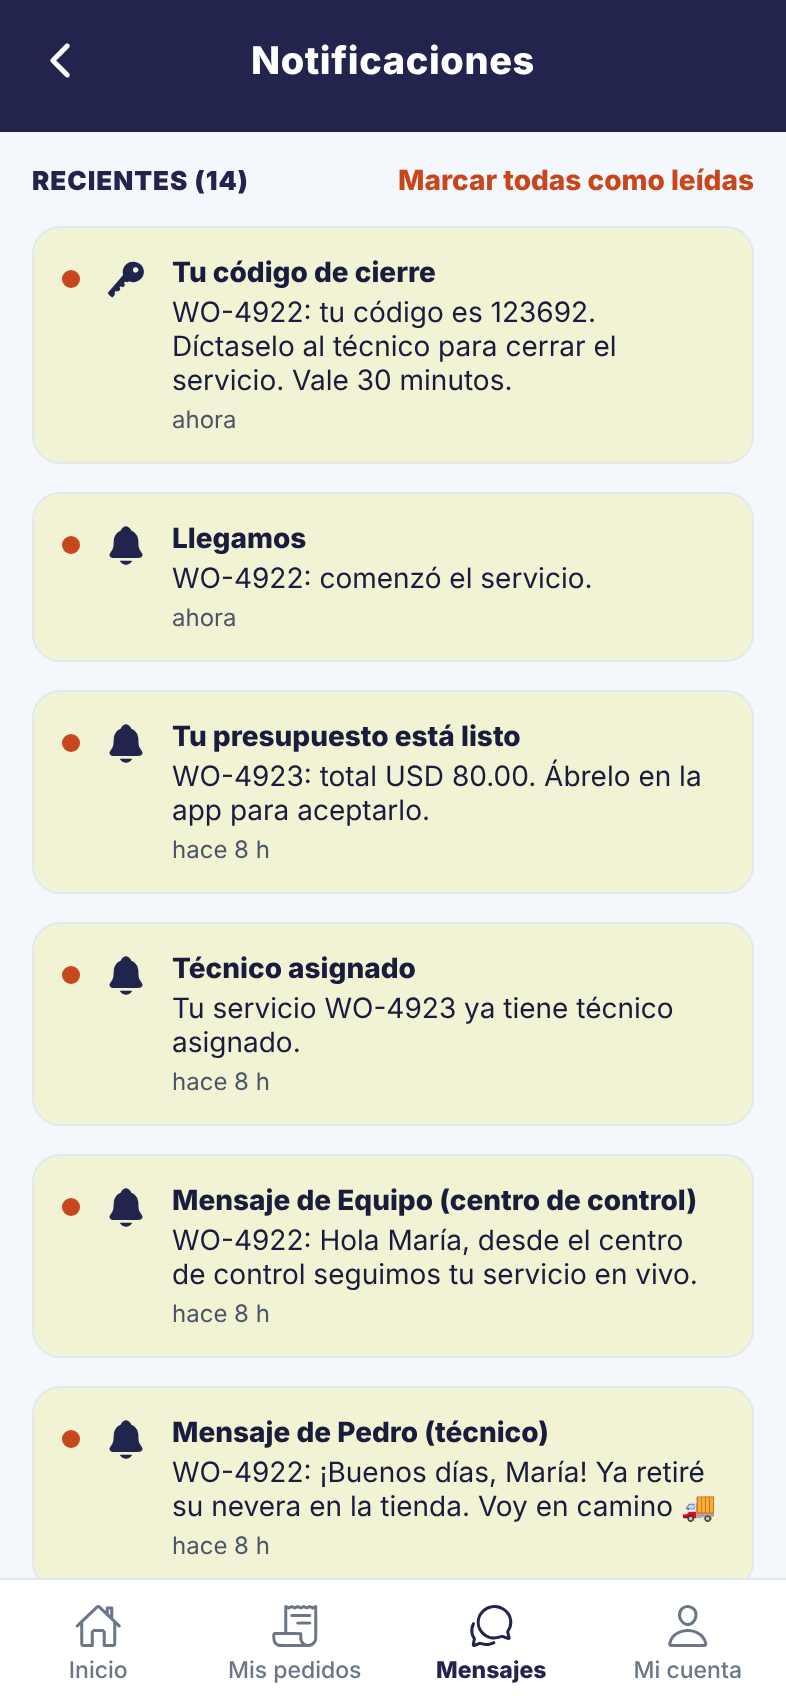 Notificaciones
RECIENTES (14)
Marcar todas como leídas
Tu código de cierre
WO-4922: tu código es 123692.
Díctaselo al técnico para cerrar el
servicio. Vale 30 minutos.
ahora
Llegamos
WO-4922: comenzó el servicio.
ahora
Tu presupuesto está listo
WO-4923: total USD 80.00. Ábrelo en la
app para aceptarlo.
hace 8 h
Técnico asignado
Tu servicio WO-4923 ya tiene técnico
asignado.
hace 8 h
Mensaje de Equipo (centro de control)
WO-4922: Hola María, desde el centro
de control seguimos tu servicio en vivo.
hace 8 h
Mensaje de Pedro (técnico)
WO-4922: ¡Buenos días, María! Ya retiré
su nevera en la tienda. Voy en camino 🚚
hace 8 h
Inicio
Mis pedidos
Mensajes
Mi cuenta